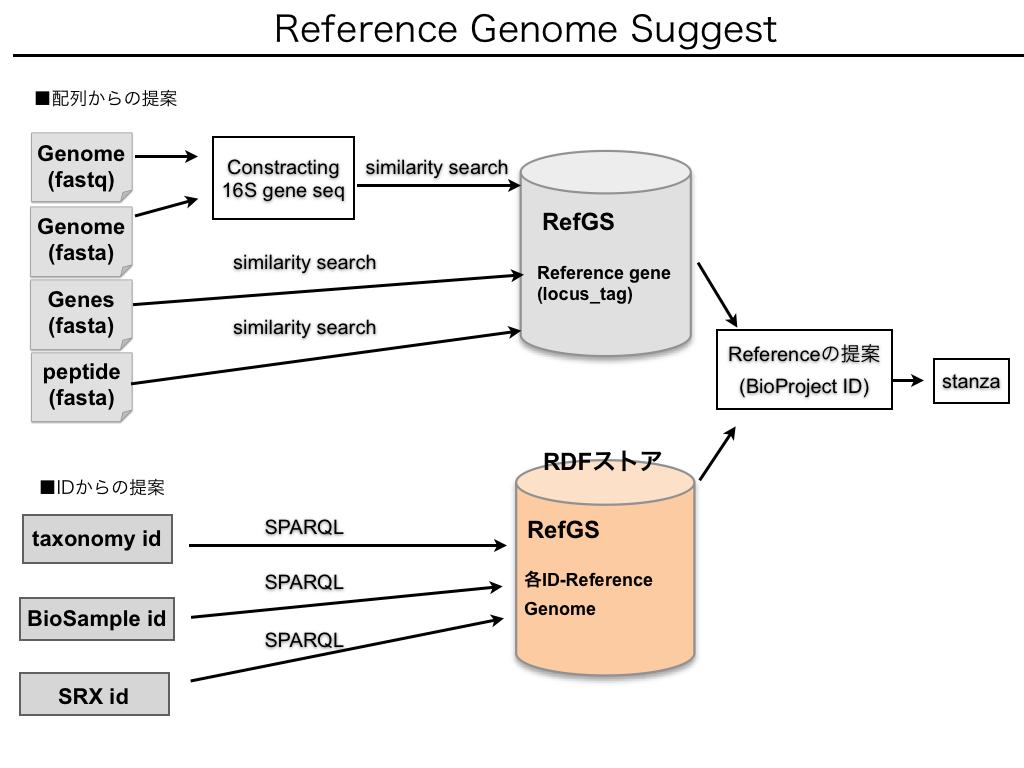 Reference Genome Suggest
■配列からの提案
Genome
(fastq)
Genome
(fasta)
Genes
(fasta)
peptide
(fasta)
Constracting
16S gene seq
similarity search
similarity search
similarity search
RefGS
Reference gene
(locus_tag)
Referenceの提案
(BioProject ID)
stanza
■IDからの提案
taxonomy id
BioSample id
SRX id
SPARQL
SPARQL
SPARQL
RDFストア
RefGS
各ID-Reference
Genome